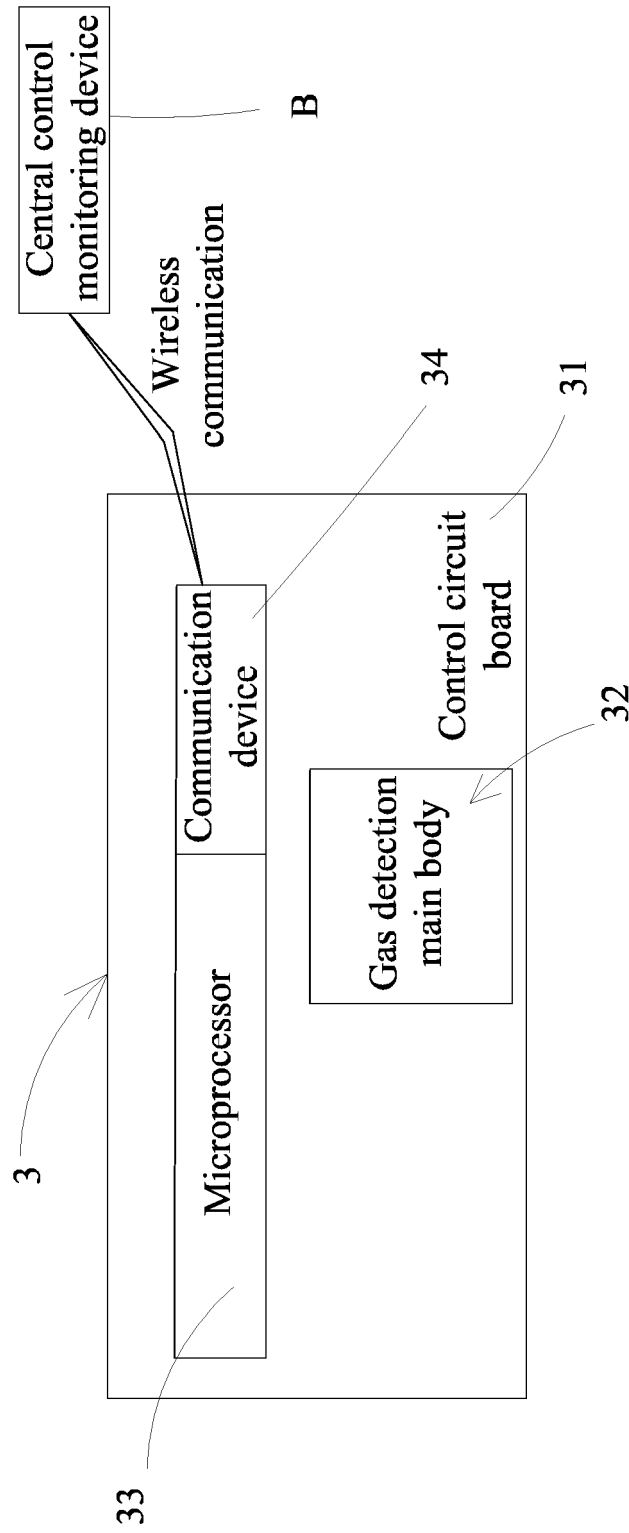 Central control
monitoring device
B
Wireless
communication
34
31
3
Communication
device
Microprocessor
Control circuit
board
Gas detection
main body
32
33